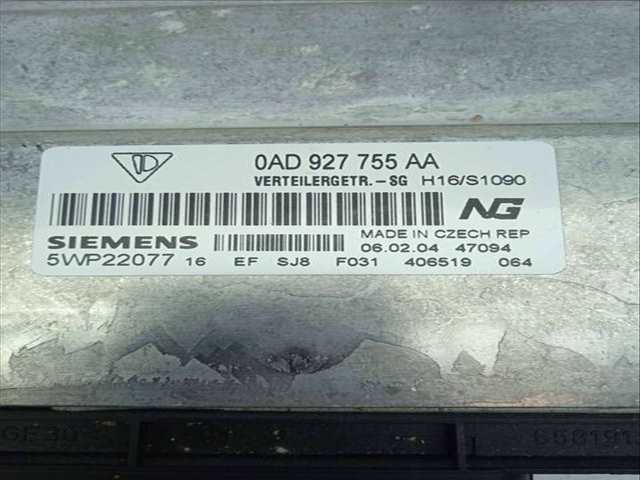 0AD 927 755 AA
VERTEILERGETR.-SG H16/S1090
NG
SIEMENS
MADE IN CZECH REP
06.02.04 47094
5WP22077 16 EF SJ8 F031 406519 064